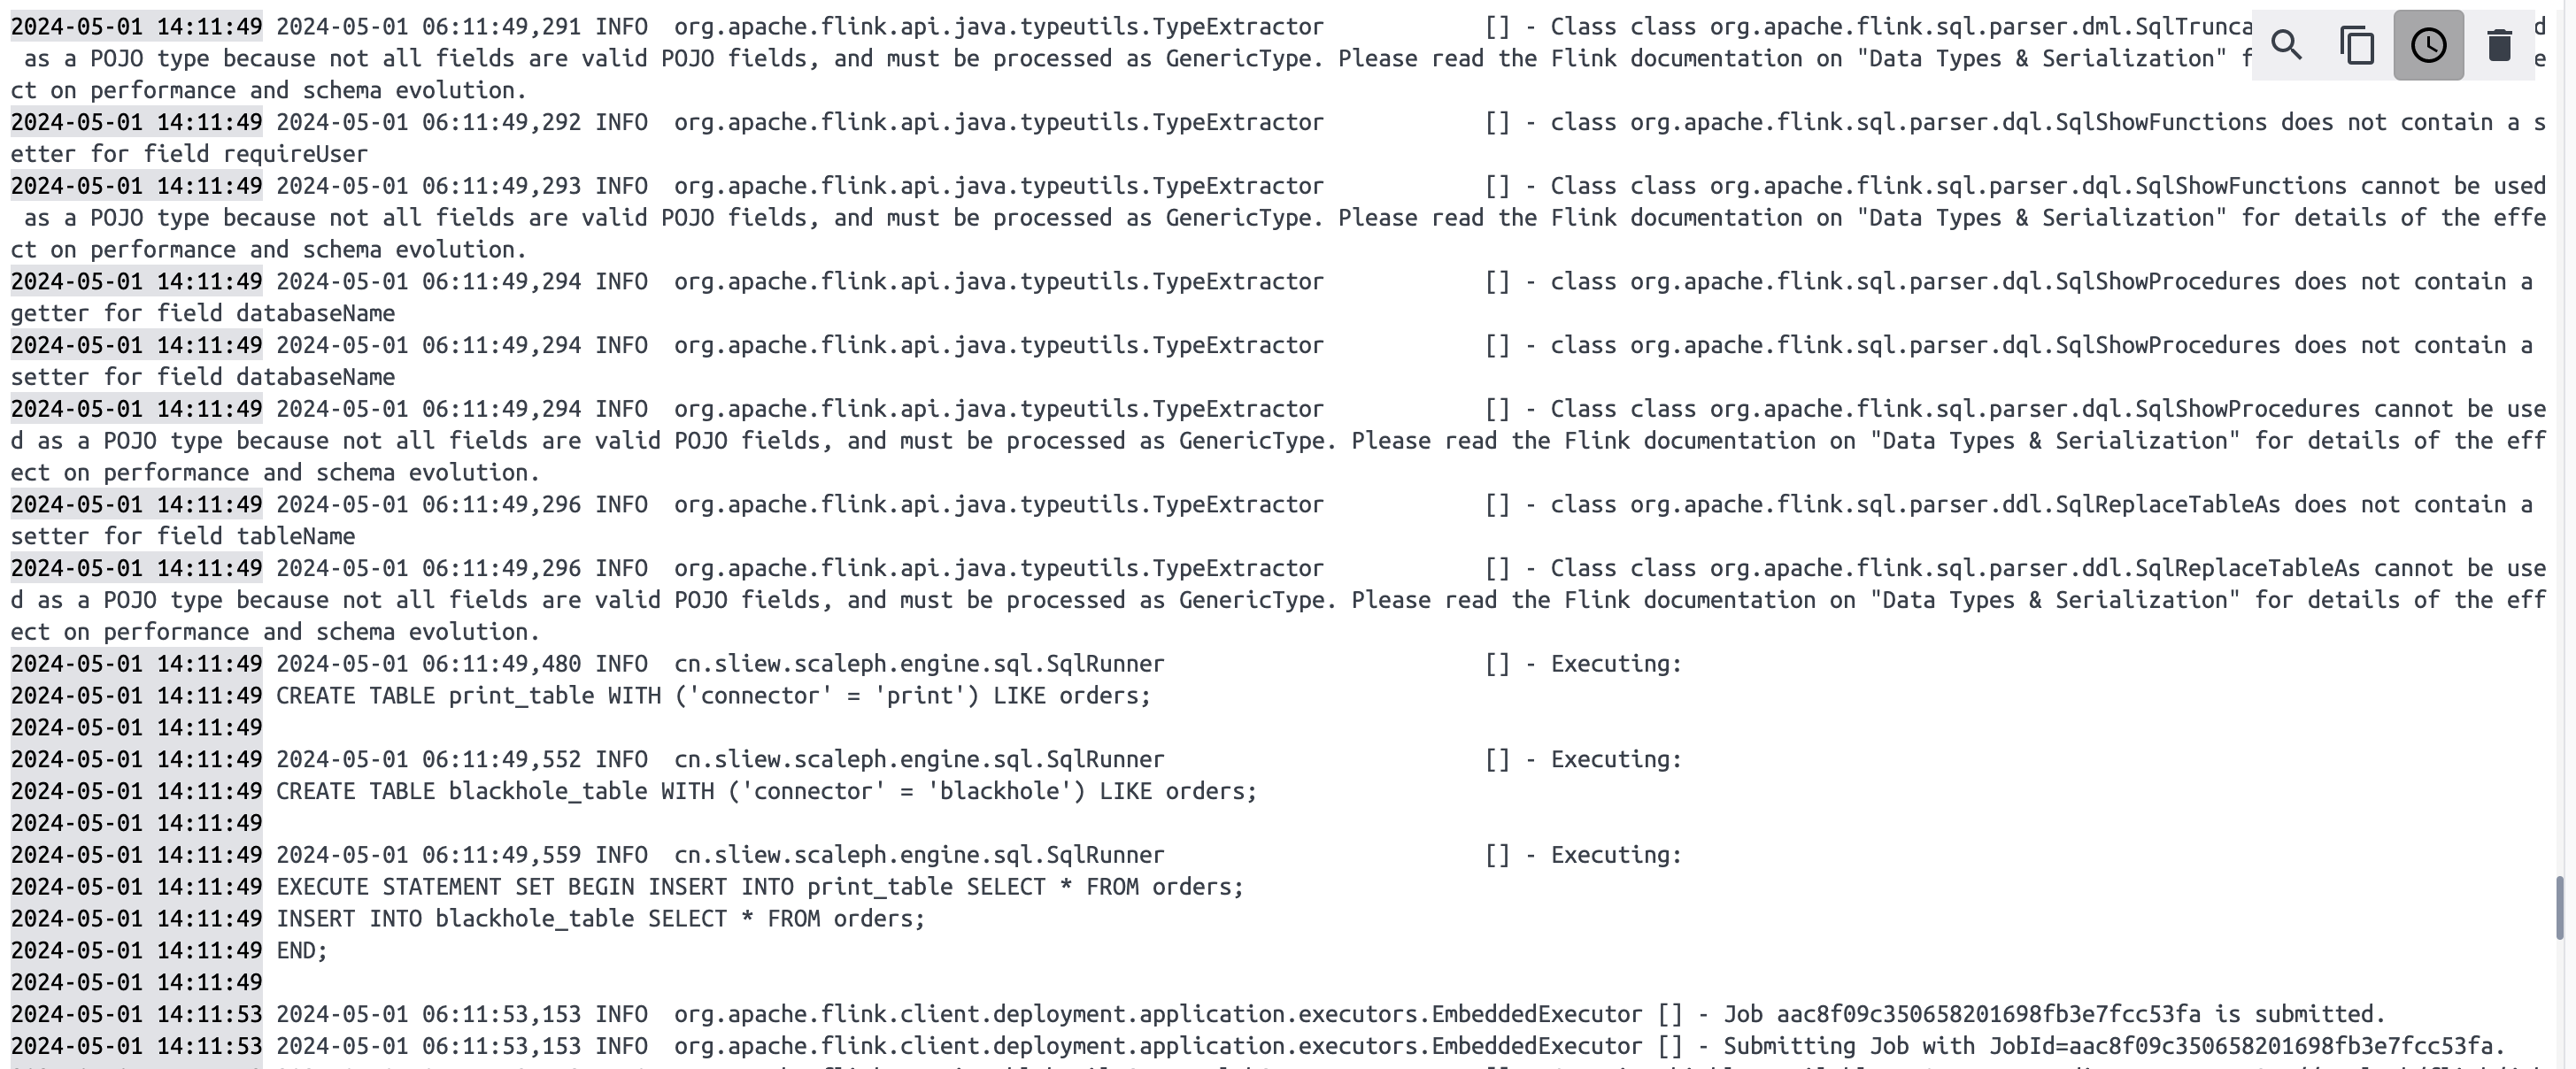 2024-05-01 14:11:49 2024-05-01 06:11:49,291 INFO  org.apache.flink.api.java.typeutils.TypeExtractor            [] - Class class org.apache.flink.sql.parser.dml.SqlTrunca d
 as a POJO type because not all fields are valid POJO fields, and must be processed as GenericType. Please read the Flink documentation on "Data Types & Serialization" f e
ct on performance and schema evolution.
2024-05-01 14:11:49 2024-05-01 06:11:49,292 INFO  org.apache.flink.api.java.typeutils.TypeExtractor            [] - class org.apache.flink.sql.parser.dql.SqlShowFunctions does not contain a s
etter for field requireUser
2024-05-01 14:11:49 2024-05-01 06:11:49,293 INFO  org.apache.flink.api.java.typeutils.TypeExtractor            [] - Class class org.apache.flink.sql.parser.dql.SqlShowFunctions cannot be used
 as a POJO type because not all fields are valid POJO fields, and must be processed as GenericType. Please read the Flink documentation on "Data Types & Serialization" for details of the effe
ct on performance and schema evolution.
2024-05-01 14:11:49 2024-05-01 06:11:49,294 INFO  org.apache.flink.api.java.typeutils.TypeExtractor            [] - class org.apache.flink.sql.parser.dql.SqlShowProcedures does not contain a
getter for field databaseName
2024-05-01 14:11:49 2024-05-01 06:11:49,294 INFO  org.apache.flink.api.java.typeutils.TypeExtractor            [] - class org.apache.flink.sql.parser.dql.SqlShowProcedures does not contain a
setter for field databaseName
2024-05-01 14:11:49 2024-05-01 06:11:49,294 INFO  org.apache.flink.api.java.typeutils.TypeExtractor            [] - Class class org.apache.flink.sql.parser.dql.SqlShowProcedures cannot be use
d as a POJO type because not all fields are valid POJO fields, and must be processed as GenericType. Please read the Flink documentation on "Data Types & Serialization" for details of the eff
ect on performance and schema evolution.
2024-05-01 14:11:49 2024-05-01 06:11:49,296 INFO  org.apache.flink.api.java.typeutils.TypeExtractor            [] - class org.apache.flink.sql.parser.ddl.SqlReplaceTableAs does not contain a
setter for field tableName
2024-05-01 14:11:49 2024-05-01 06:11:49,296 INFO  org.apache.flink.api.java.typeutils.TypeExtractor            [] - Class class org.apache.flink.sql.parser.ddl.SqlReplaceTableAs cannot be use
d as a POJO type because not all fields are valid POJO fields, and must be processed as GenericType. Please read the Flink documentation on "Data Types & Serialization" for details of the eff
ect on performance and schema evolution.
2024-05-01 14:11:49 2024-05-01 06:11:49,480 INFO  cn.sliew.scaleph.engine.sql.SqlRunner                        [] - Executing:
2024-05-01 14:11:49 CREATE TABLE print_table WITH ('connector' = 'print') LIKE orders;
2024-05-01 14:11:49
2024-05-01 14:11:49 2024-05-01 06:11:49,552 INFO  cn.sliew.scaleph.engine.sql.SqlRunner                        [] - Executing:
2024-05-01 14:11:49 CREATE TABLE blackhole_table WITH ('connector' = 'blackhole') LIKE orders;
2024-05-01 14:11:49
2024-05-01 14:11:49 2024-05-01 06:11:49,559 INFO  cn.sliew.scaleph.engine.sql.SqlRunner                        [] - Executing:
2024-05-01 14:11:49 EXECUTE STATEMENT SET BEGIN INSERT INTO print_table SELECT * FROM orders;
2024-05-01 14:11:49 INSERT INTO blackhole_table SELECT * FROM orders;
2024-05-01 14:11:49 END;
2024-05-01 14:11:49
2024-05-01 14:11:53 2024-05-01 06:11:53,153 INFO  org.apache.flink.client.deployment.application.executors.EmbeddedExecutor [] - Job aac8f09c350658201698fb3e7fcc53fa is submitted.
2024-05-01 14:11:53 2024-05-01 06:11:53,153 INFO  org.apache.flink.client.deployment.application.executors.EmbeddedExecutor [] - Submitting Job with JobId=aac8f09c350658201698fb3e7fcc53fa.